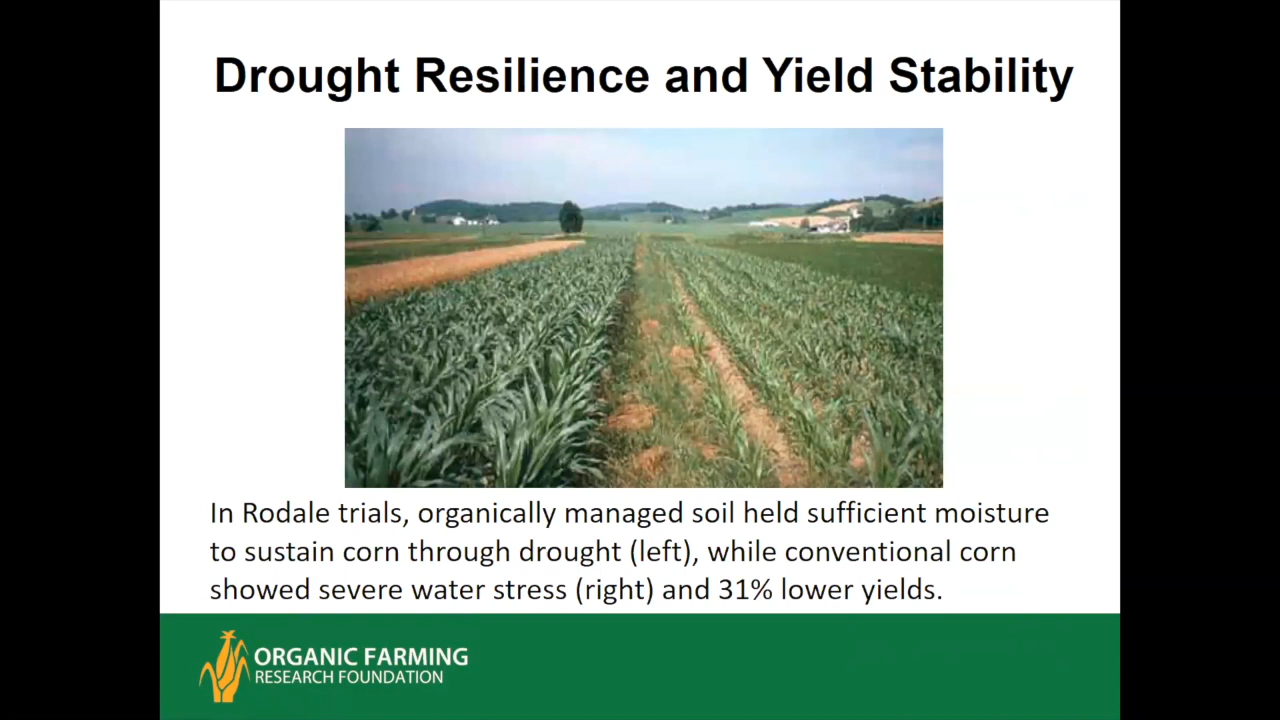 Drought Resilience and Yield Stability
In Rodale trials, organically managed soil held sufficient moisture
to sustain corn through drought (left), while conventional corn
showed severe water stress (right) and 31% lower yields.
ORGANIC FARMING
RESEARCH FOUNDATION